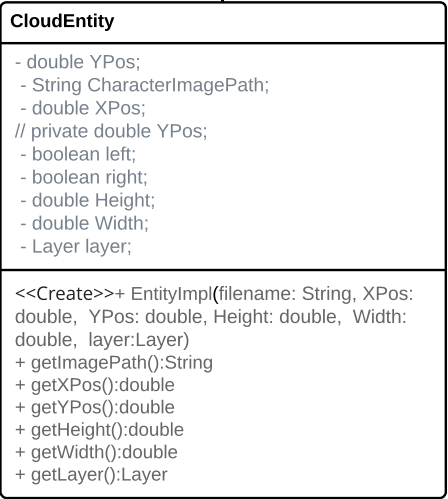 CloudEntity
- double YPos;
- String CharacterImagePath;
- double XPos;
// private double YPos;
- boolean left;
- boolean right;
- double Height;
- double Width;
- Layer layer;
<<Create>>+ EntityImpl(filename: String, XPos:
double,  YPos: double, Height: double,  Width:
double,  layer:Layer)
+ getImagePath():String
+ getXPos():double
+ getYPos():double
+ getHeight():double
+ getWidth():double
+ getLayer():Layer